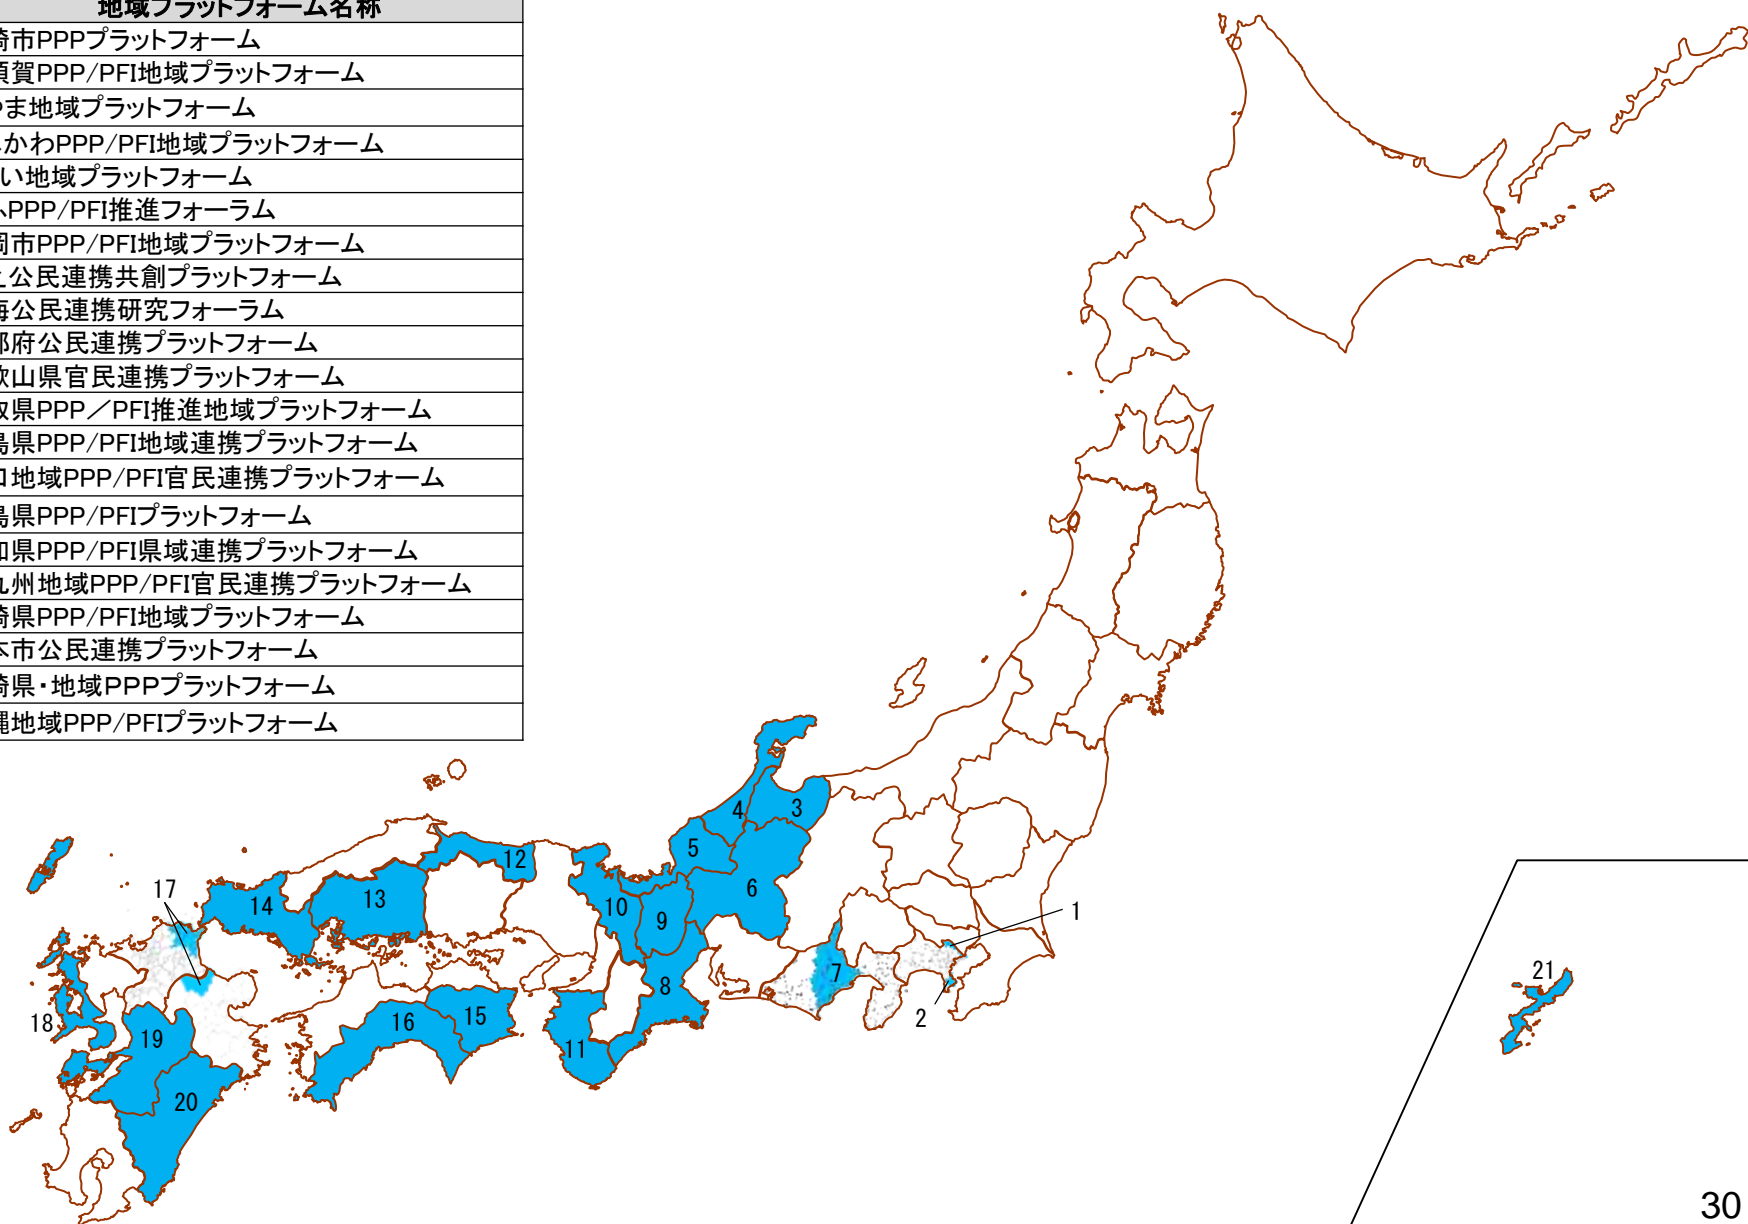 地域プラットフォーム名称
崎市PPPプラットフォーム
須賀PPP/PFI地域プラットフォーム
やま地域プラットフォーム
しかわPPP/PFI地域プラットフォーム
い地域プラットフォーム
PPP/PFI推進フォーラム
岡市PPP/PFI地域プラットフォーム
公民連携共創プラットフォーム
海公民連携研究フォーラム
都府公民連携プラットフォーム
歌山県官民連携プラットフォーム
取県PPP／PFI推進地域プラットフォーム
島県PPP/PFI地域連携プラットフォーム
口地域PPP/PFI官民連携プラットフォーム
島県PPP/PFIプラットフォーム
知県PPP/PFI県域連携プラットフォーム
九州地域PPP/PFI官民連携プラットフォーム
崎県PPP/PFI地域プラットフォーム
本市公民連携プラットフォーム
崎県・地域PPPプラットフォーム
縄地域PPP/PFIプラットフォーム
3
4
5
12
6
17
14
13
10
9
1
7
21
8
2
18
16
15
19
11
20
30